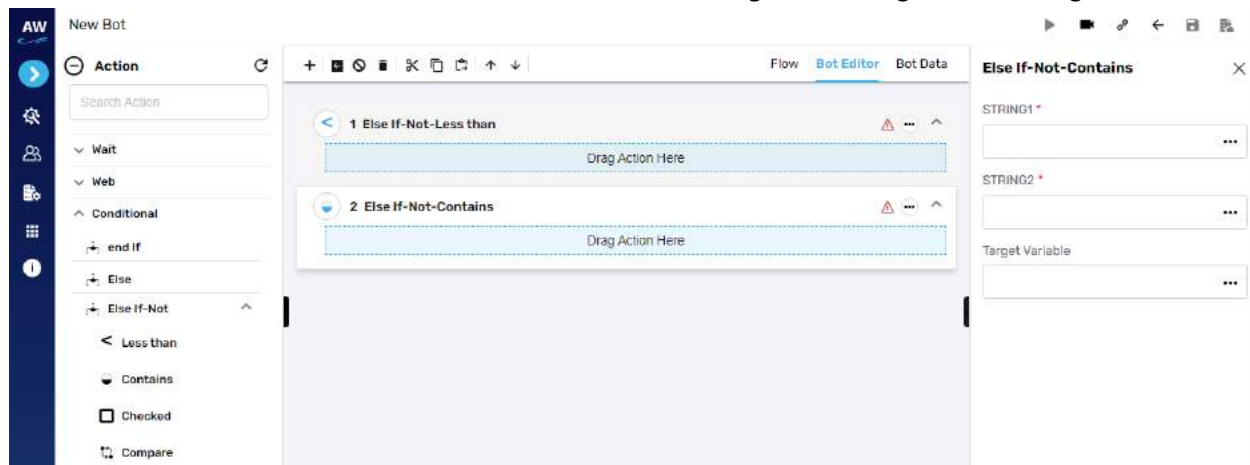 AW New Bot
Action
Search Action
Wait
Web
Conditional
end If
Else
Else If-Not
Less than
Contains
Checked
Compare
Flow Bot Editor Bot Data
1 Else If-Not-Less than
Drag Action Here
2 Else If-Not-Contains
Drag Action Here
Else If-Not-Contains
STRING1 *
STRING2 *
Target Variable